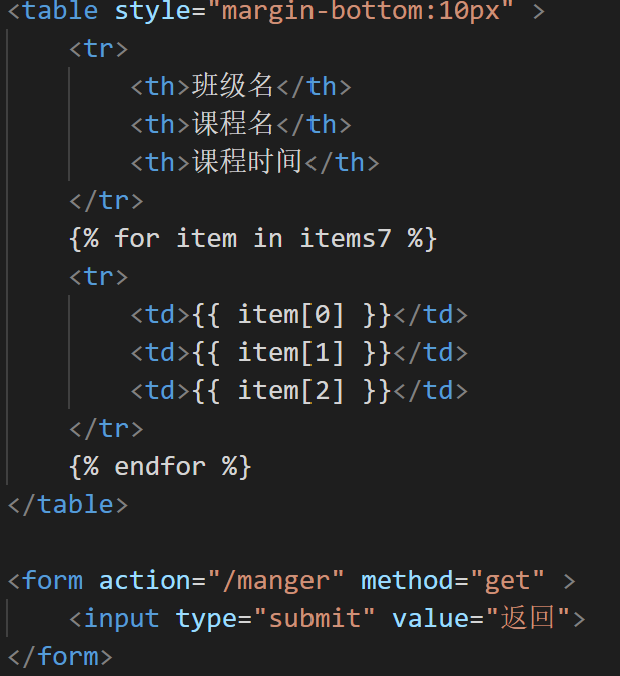 <table style="margin-bottom:10px" >
<tr>
<th>班级名</th>
<th>课程名</th>
<th>课程时间</th>
</tr>
{% for item in items7 %}
<tr>
<td>{{ item[0] }}</td>
<td>{{ item[1] }}</td>
<td>{{ item[2] }}</td>
</tr>
{% endfor %}
</table>
<form action="/manger" method="get" >
<input type="submit" value="返回">
</form>